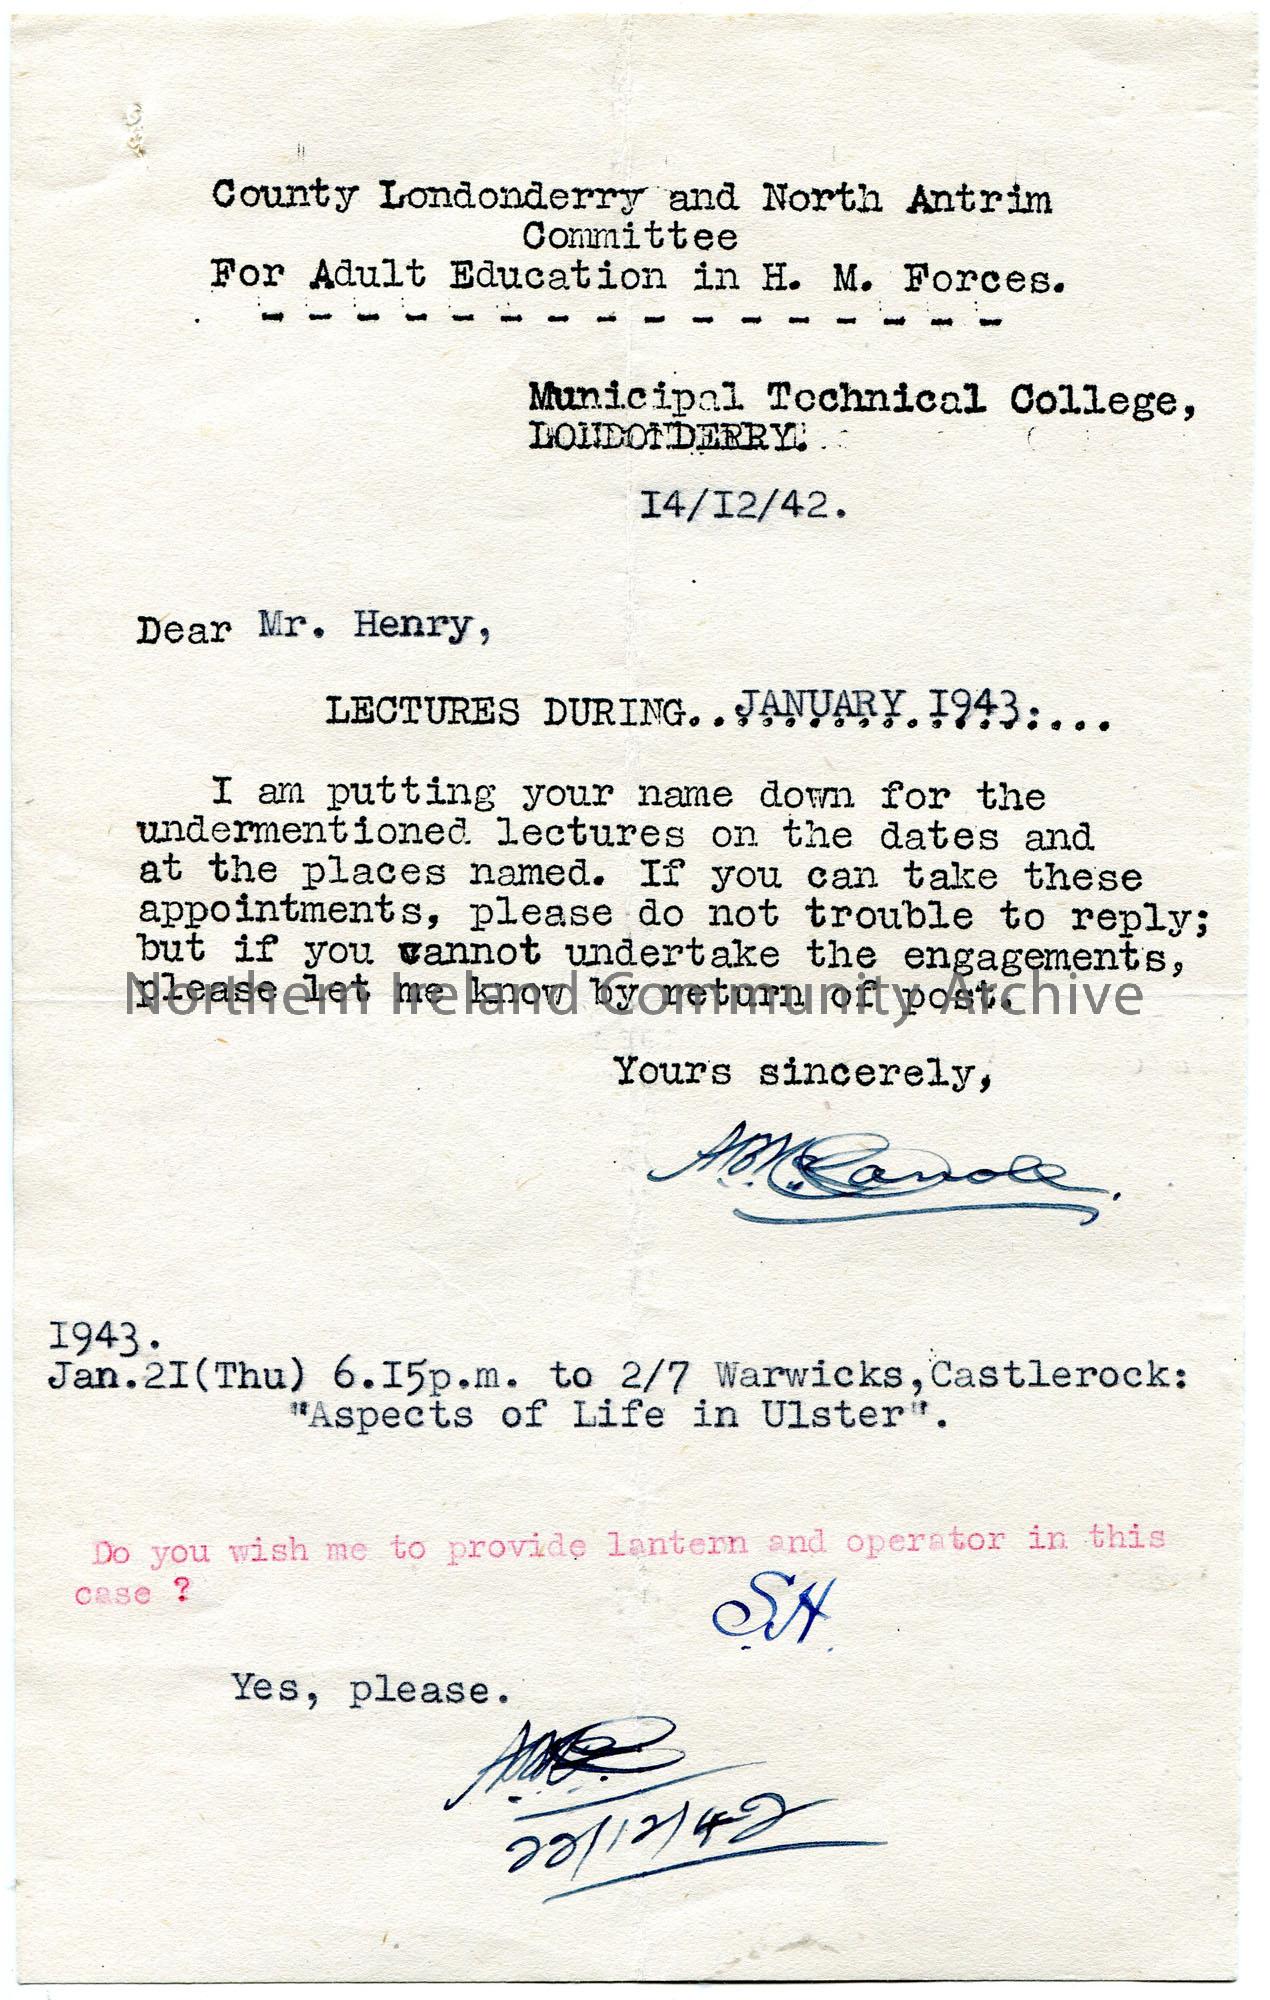 County Londonderry and North Antrim
Committee
For Adult Education in H. M. Forces.
- - - - - - - - - - - - - - - -
Municipal Technical College,
LONDONDERRY.
I4/I2/42.
Dear Mr. Henry,
LECTURES DURING..JANUARY I943:...
I am putting your name down for the
undermentioned lectures on the dates and
at the places named. If you can take these
appointments, please do not trouble to reply;
but if you cannot undertake the engagements,
please let me know by return of post.
Northern Ireland Community Archive
Yours sincerely,
I943.
Jan.2I(Thu) 6.I5p.m. to 2/7 Warwicks,Castlerock:
"Aspects of Life in Ulster".
Do you wish me to provide lantern and operator in this
case ?
S.H.
Yes, please.
22/12/42